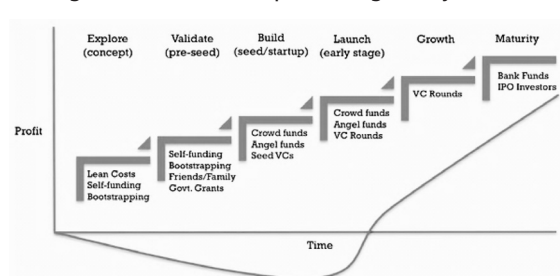 Explore
(concept)
Validate
(pre-seed)
Build
(seed/startup)
Launch
(early stage)
Growth
Maturity
Profit
Lean Costs
Self-funding
Bootstrapping
Self-funding
Bootstrapping
Friends/Family
Govt. Grants
Crowd funds
Angel funds
Seed VCs
Crowd funds
Angel funds
VC Rounds
VC Rounds
Bank Funds
IPO Investors
Time